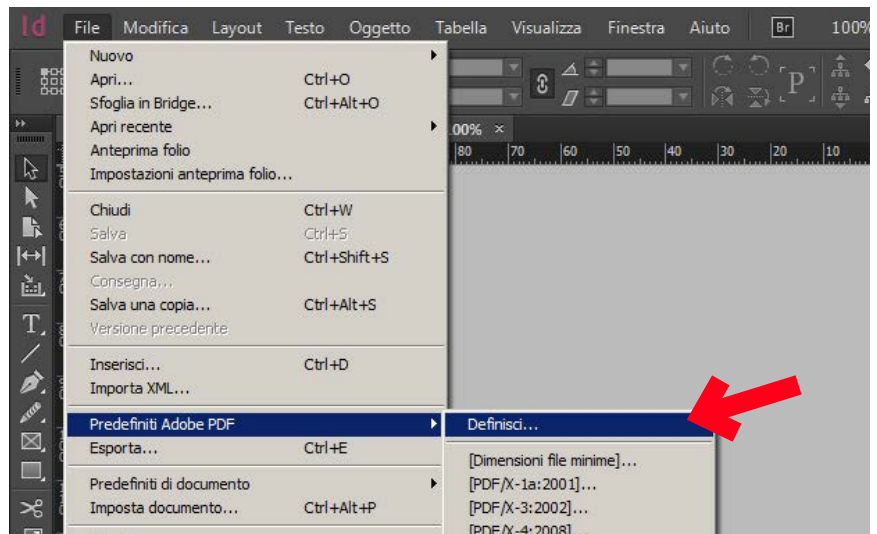 Id File Modifica Layout Testo Oggetto Tabella Visualizza Finestra Aiuto Br 100%
Nuovo
Apri... Ctrl+O
Sfoglia in Bridge... Ctrl+Alt+O
Apri recente
Anteprima folio
Impostazioni anteprima folio...
Chiudi Ctrl+W
Salva Ctrl+S
Salva con nome... Ctrl+Shift+S
Consegna...
Salva una copia... Ctrl+Alt+S
Versione precedente
Inserisci... Ctrl+D
Importa XML...
Predefiniti Adobe PDF
Esporta... Ctrl+E
Predefiniti di documento
Imposta documento... Ctrl+Alt+P
P
00% ×
80 70 60 50 40 30 20 10
T
Definisci...
[Dimensioni file minime]...
[PDF/X-1a:2001]...
[PDF/X-3:2002]...
[PDF/X-4:2008]...